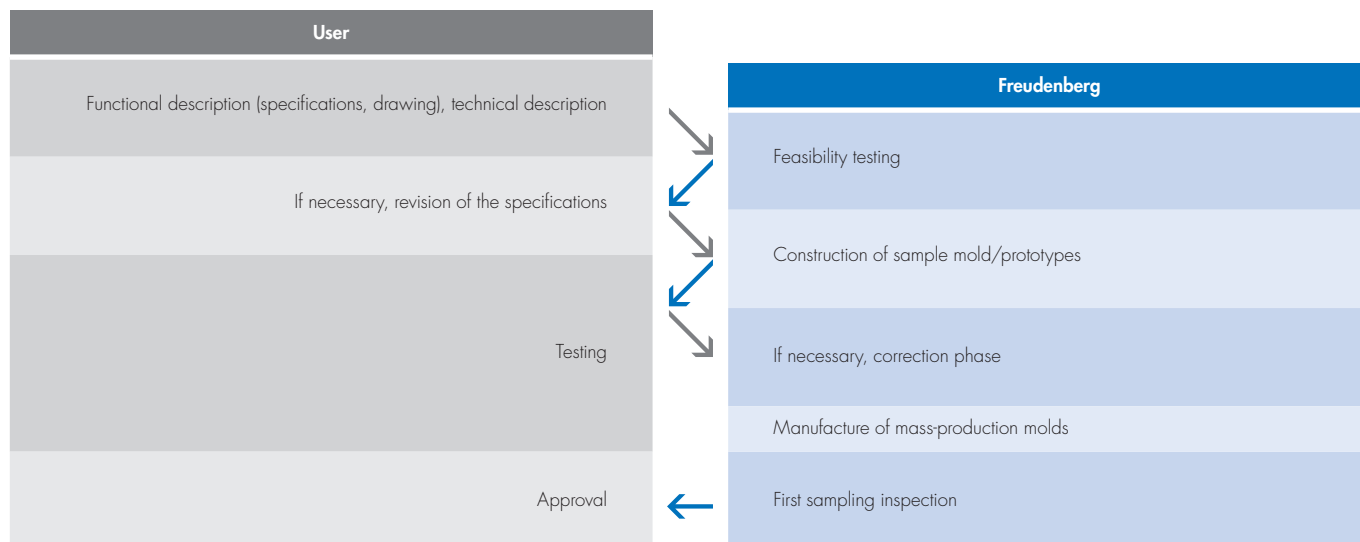 User
Functional description (specifications, drawing), technical description
If necessary, revision of the specifications
Testing
Approval
Freudenberg
Feasibility testing
Construction of sample mold/prototypes
If necessary, correction phase
Manufacture of mass-production molds
First sampling inspection